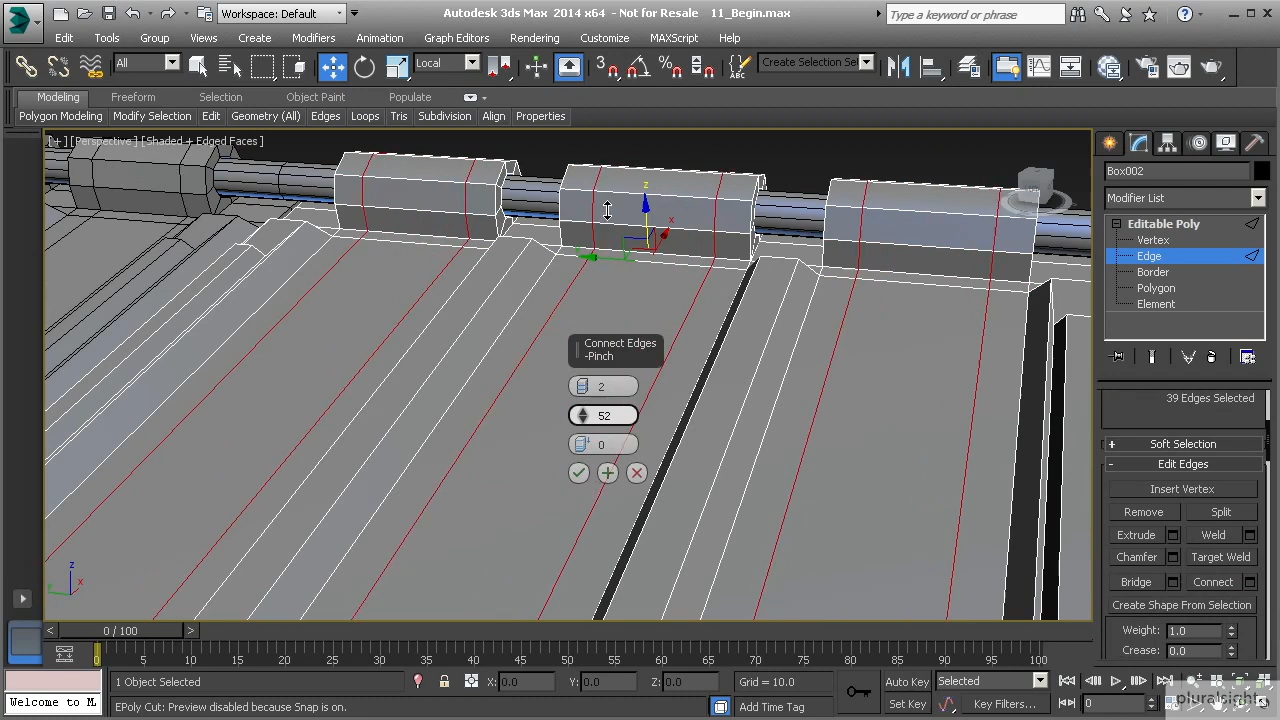 Workspace: Default
Autodesk 3ds Max 2014 x64 - Not for Resale 11_Begin.max
Type a keyword or phrase
Edit Tools Group Views Create Modifiers Animation Graph Editors Rendering Customize MAXScript Help
All
Local
Create Selection Se
Modeling Freeform Selection Object Paint Populate
Polygon Modeling Modify Selection Edit Geometry (All) Edges Loops Tris Subdivision Align Properties
[+] [Perspective] [Shaded + Edged Faces]
Box002
Modifier List
Editable Poly
Vertex
Edge
Border
Polygon
Element
z
x
Connect Edges
-Pinch
2
52
0
39 Edges Selected
+ Soft Selection
- Edit Edges
Insert Vertex
Remove Split
Extrude Weld
Chamfer Target Weld
Bridge Connect
Create Shape From Selection
Weight: 1.0
Crease: 0.0
z
x
y
< 0 / 100 >
0 5 10 15 20 25 30 35 40 45 50 55 60 65 70 75 80 85 90 95 100
1 Object Selected X: 0.0 Y: 0.0 Z: 0.0 Grid = 10.0 Auto Key Selected
Welcome to M EPoly Cut: Preview disabled because Snap is on. Add Time Tag Set Key Key Filters... 0
pluralsight